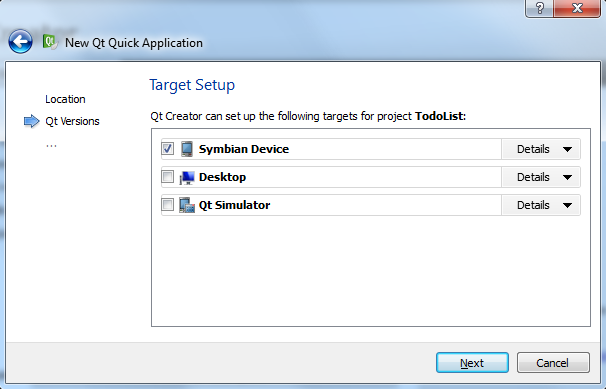 New Qt Quick Application
Target Setup
Location
Qt Versions
...
Qt Creator can set up the following targets for project TodoList:
Symbian Device Details
Desktop Details
Qt Simulator Details
Next Cancel